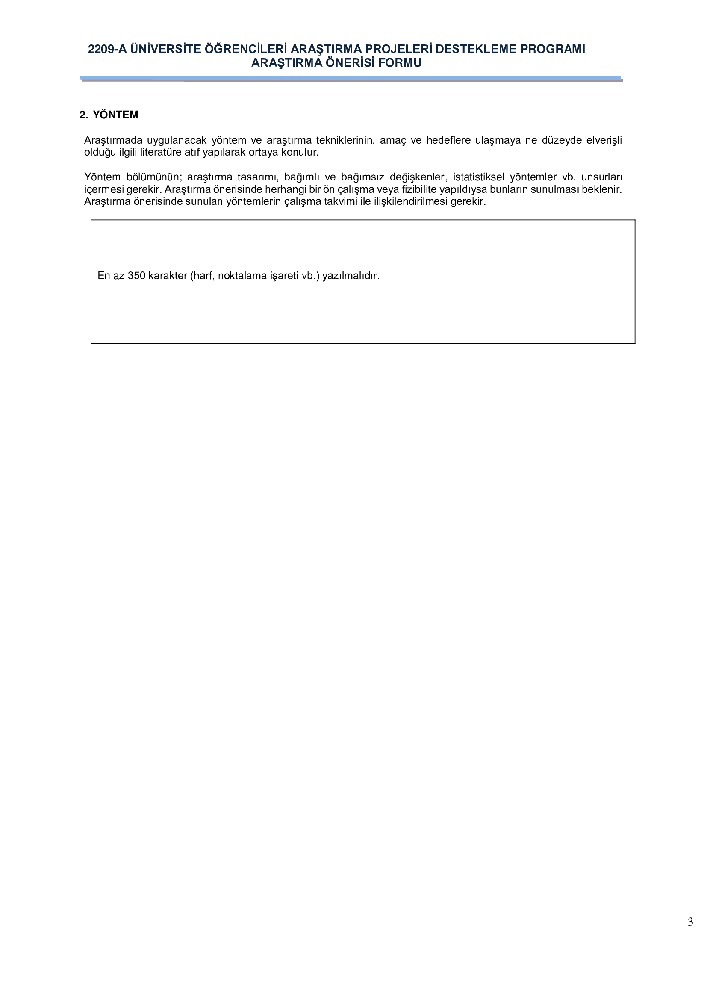 2209-A ÜNİVERSİTE ÖĞRENCİLERİ ARAŞTIRMA PROJELERİ DESTEKLEME PROGRAMI
ARAŞTIRMA ÖNERİSİ FORMU
2. YÖNTEM
Araştırmada uygulanacak yöntem ve araştırma tekniklerinin, amaç ve hedeflere ulaşmaya ne düzeyde elverişli
olduğu ilgili literatüre atıf yapılarak ortaya konulur.
Yöntem bölümünün; araştırma tasarımı, bağımlı ve bağımsız değişkenler, istatistiksel yöntemler vb. unsurları
içermesi gerekir. Araştırma önerisinde herhangi bir ön çalışma veya fizibilite yapıldıysa bunların sunulması beklenir.
Araştırma önerisinde sunulan yöntemlerin çalışma takvimi ile ilişkilendirilmesi gerekir.
En az 350 karakter (harf, noktalama işareti vb.) yazılmalıdır.
3